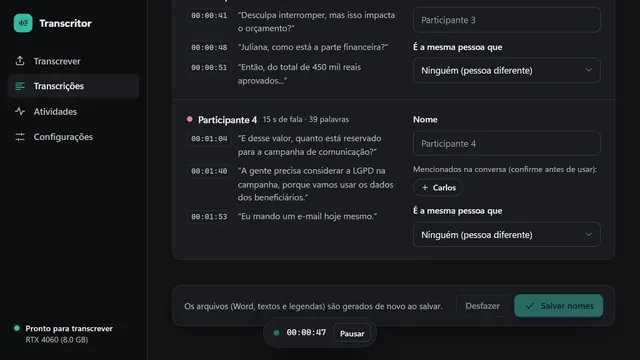 Transcritor
Transcrever
Transcrições
Atividades
Configurações
Pronto para transcrever
RTX 4060 (8.0 GB)
00:00:41 “Desculpa interromper, mas isso impacta
o orçamento?”
00:00:48 “Juliana, como está a parte financeira?”
00:00:51 “Então, do total de 450 mil reais
aprovados...”
Participante 3
É a mesma pessoa que
Ninguém (pessoa diferente)
Participante 4 15 s de fala · 39 palavras
00:01:04 “E desse valor, quanto está reservado
para a campanha de comunicação?”
00:01:40 “A gente precisa considerar a LGPD na
campanha, porque vamos usar os dados
dos beneficiários.”
00:01:53 “Eu mando um e-mail hoje mesmo.”
Nome
Participante 4
Mencionados na conversa (confirme antes de usar):
+ Carlos
É a mesma pessoa que
Ninguém (pessoa diferente)
Os arquivos (Word, textos e legendas) são gerados de novo ao salvar.
Desfazer
Salvar nomes
00:00:47 Pausar